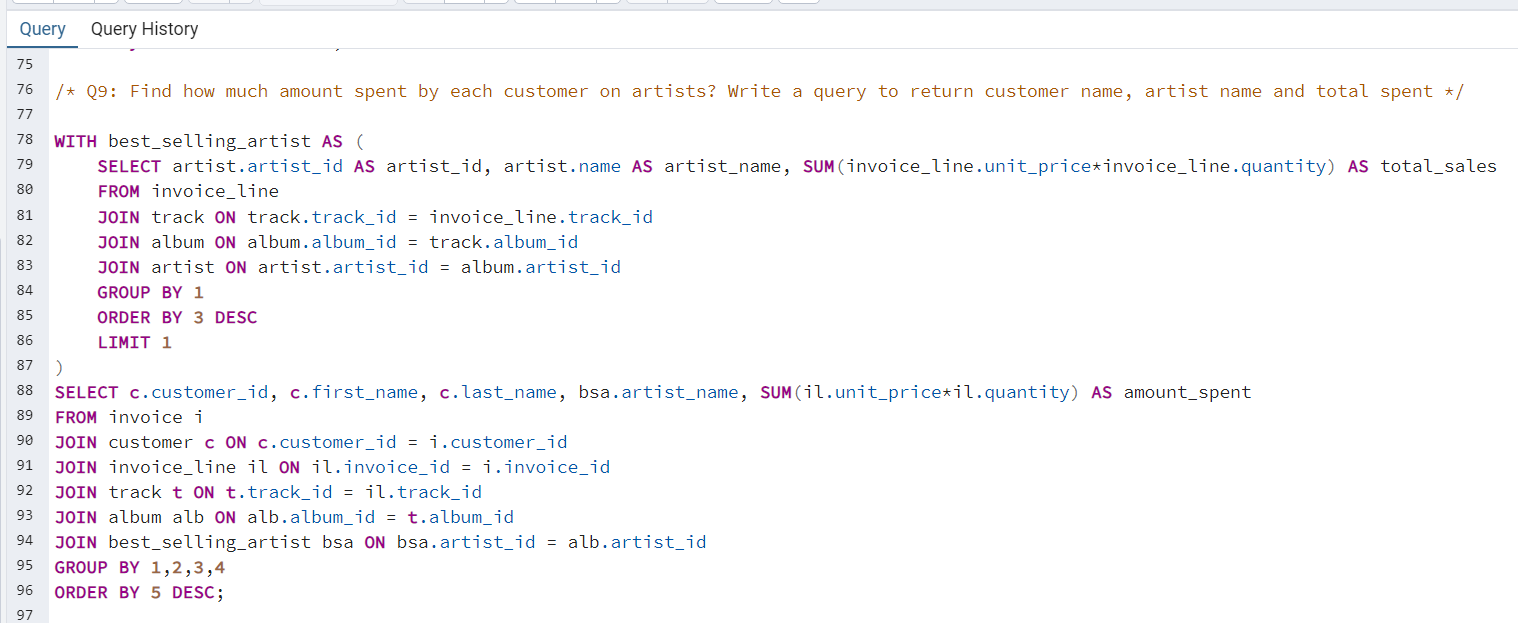 Query Query History
75
76 /* Q9: Find how much amount spent by each customer on artists? Write a query to return customer name, artist name and total spent */
77
78 WITH best_selling_artist AS (
79 SELECT artist.artist_id AS artist_id, artist.name AS artist_name, SUM(invoice_line.unit_price*invoice_line.quantity) AS total_sales
80 FROM invoice_line
81 JOIN track ON track.track_id = invoice_line.track_id
82 JOIN album ON album.album_id = track.album_id
83 JOIN artist ON artist.artist_id = album.artist_id
84 GROUP BY 1
85 ORDER BY 3 DESC
86 LIMIT 1
87 )
88 SELECT c.customer_id, c.first_name, c.last_name, bsa.artist_name, SUM(il.unit_price*il.quantity) AS amount_spent
89 FROM invoice i
90 JOIN customer c ON c.customer_id = i.customer_id
91 JOIN invoice_line il ON il.invoice_id = i.invoice_id
92 JOIN track t ON t.track_id = il.track_id
93 JOIN album alb ON alb.album_id = t.album_id
94 JOIN best_selling_artist bsa ON bsa.artist_id = alb.artist_id
95 GROUP BY 1,2,3,4
96 ORDER BY 5 DESC;
97